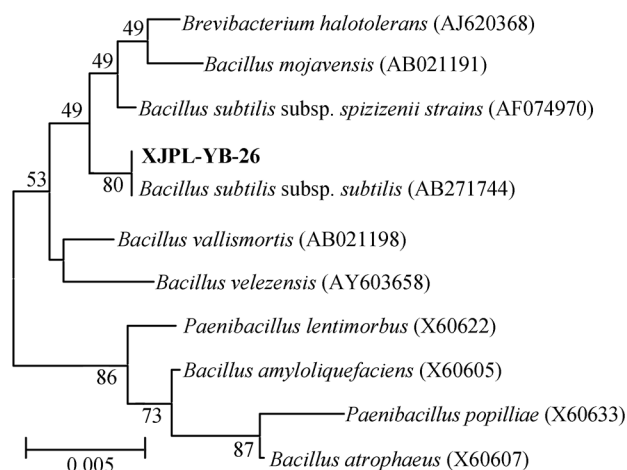 49
Brevibacterium halotolerans (AJ620368)
49
Bacillus mojavensis (AB021191)
49
Bacillus subtilis subsp. spizizenii strains (AF074970)
XJPL-YB-26
53
80
Bacillus subtilis subsp. subtilis (AB271744)
Bacillus vallismortis (AB021198)
Bacillus velezensis (AY603658)
Paenibacillus lentimorbus (X60622)
86
Bacillus amyloliquefaciens (X60605)
73
Paenibacillus popilliae (X60633)
87
Bacillus atrophaeus (X60607)
0.005